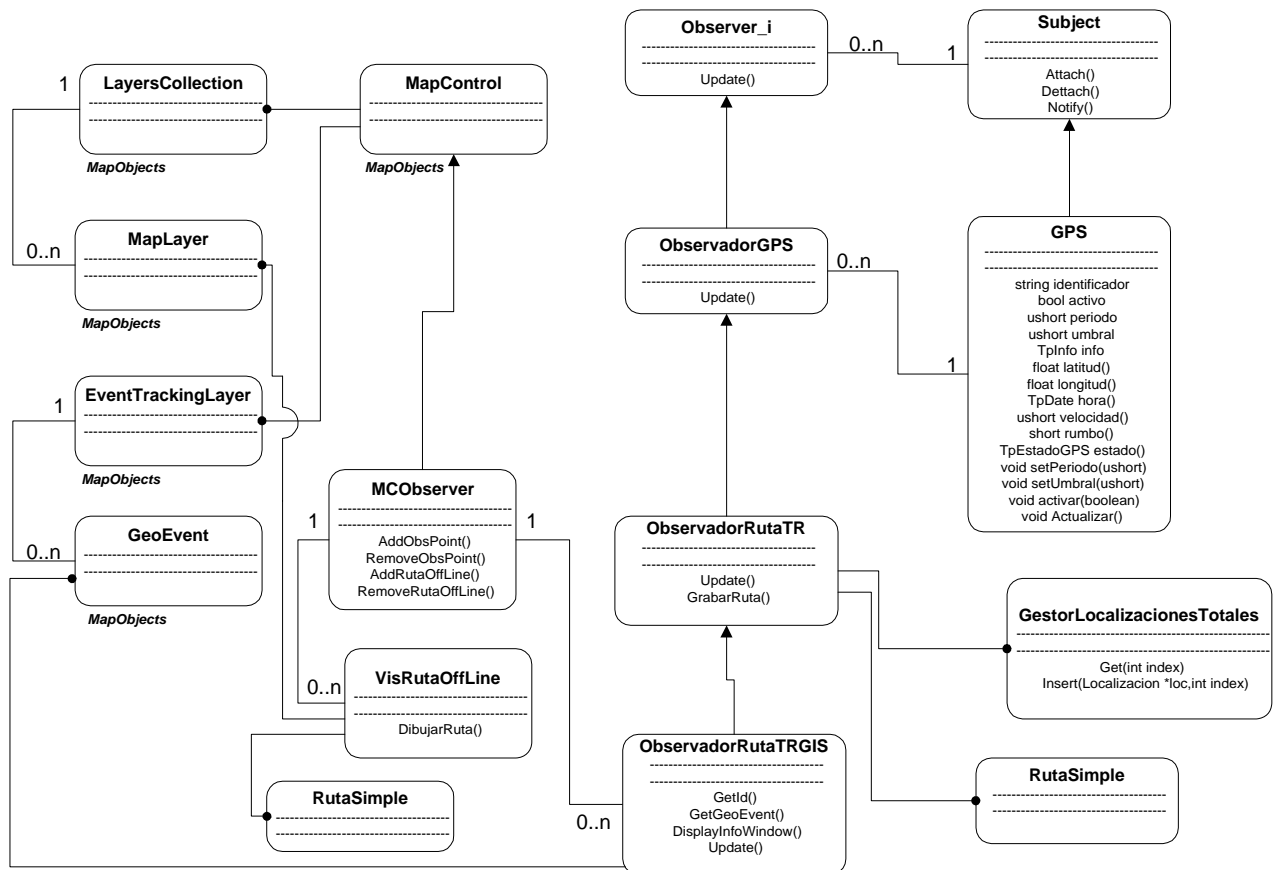 Observer_i
Update()
0..n
1
Subject
Attach()
Dettach()
Notify()
1
LayersCollection
MapObjects
MapControl
MapObjects
0..n
MapLayer
MapObjects
ObservadorGPS
Update()
0..n
1
GPS
string identificador
bool activo
ushort periodo
ushort umbral
TpInfo info
float latitud()
float longitud()
TpDate hora()
ushort velocidad()
short rumbo()
TpEstadoGPS estado()
void setPeriodo(ushort)
void setUmbral(ushort)
void activar(boolean)
void Actualizar()
1
EventTrackingLayer
MapObjects
0..n
GeoEvent
MapObjects
1
MCObserver
AddObsPoint()
RemoveObsPoint()
AddRutaOffLine()
RemoveRutaOffLine()
1
ObservadorRutaTR
Update()
GrabarRuta()
GestorLocalizacionesTotales
Get(int index)
Insert(Localizacion *loc,int index)
0..n
VisRutaOffLine
DibujarRuta()
RutaSimple
0..n
ObservadorRutaTRGIS
GetId()
GetGeoEvent()
DisplayInfoWindow()
Update()
RutaSimple